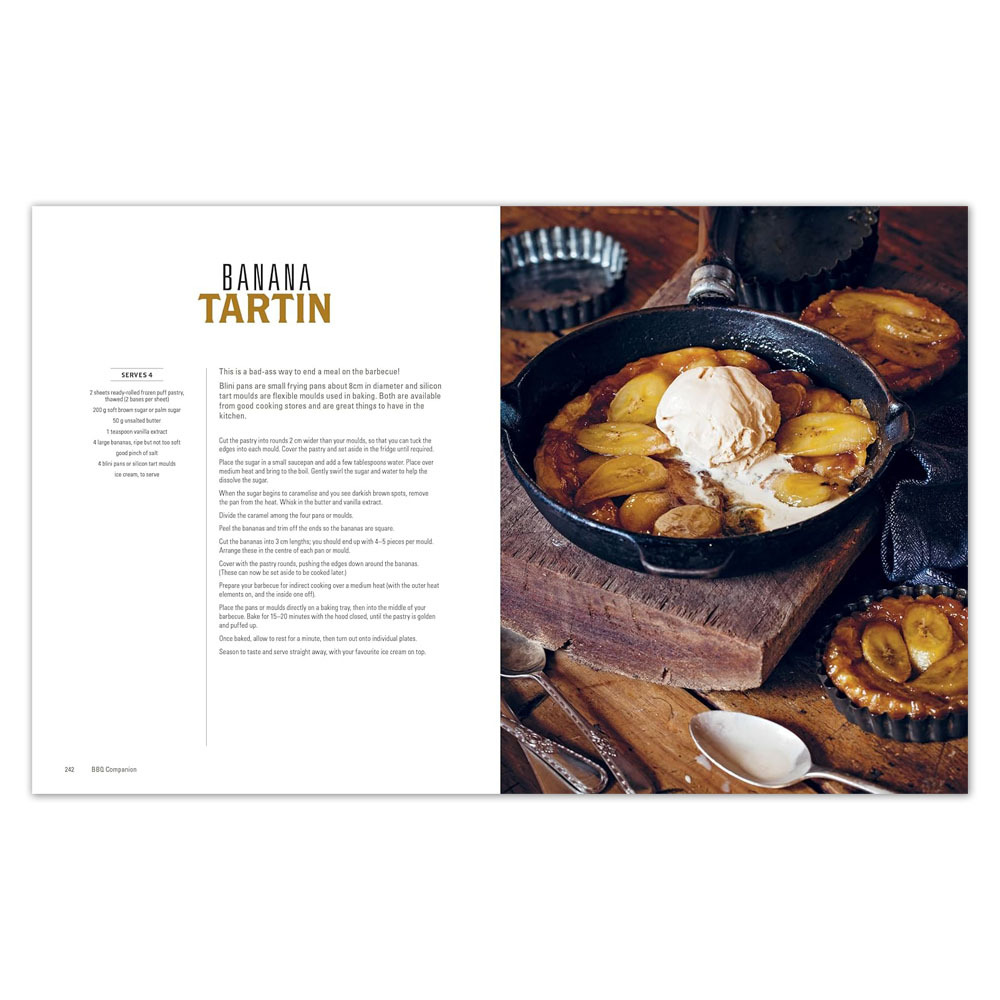 BANANA
TARTIN
SERVES 4
2 sheets ready-rolled frozen puff pastry,
thawed (2 bases per sheet)
200 g soft brown sugar or palm sugar
50 g unsalted butter
1 teaspoon vanilla extract
4 large bananas, ripe but not too soft
good pinch of salt
4 blini pans or silicon tart moulds
ice cream, to serve
This is a bad-ass way to end a meal on the barbecue!
Blini pans are small frying pans about 8cm in diameter and silicon
tart moulds are flexible moulds used in baking. Both are available
from good cooking stores and are great things to have in the
kitchen.
Cut the pastry into rounds 2 cm wider than your moulds, so that you can tuck the
edges into each mould. Cover the pastry and set aside in the fridge until required.
Place the sugar in a small saucepan and add a few tablespoons water. Place over
medium heat and bring to the boil. Gently swirl the sugar and water to help the
dissolve the sugar.
When the sugar begins to caramelise and you see darkish brown spots, remove
the pan from the heat. Whisk in the butter and vanilla extract.
Divide the caramel among the four pans or moulds.
Peel the bananas and trim off the ends so the bananas are square.
Cut the bananas into 3 cm lengths; you should end up with 4–5 pieces per mould.
Arrange these in the centre of each pan or mould.
Cover with the pastry rounds, pushing the edges down around the bananas.
(These can now be set aside to be cooked later.)
Prepare your barbecue for indirect cooking over a medium heat (with the outer heat
elements on, and the inside one off).
Place the pans or moulds directly on a baking tray, then into the middle of your
barbecue. Bake for 15–20 minutes with the hood closed, until the pastry is golden
and puffed up.
Once baked, allow to rest for a minute, then turn out onto individual plates.
Season to taste and serve straight away, with your favourite ice cream on top.
242 BBQ Companion